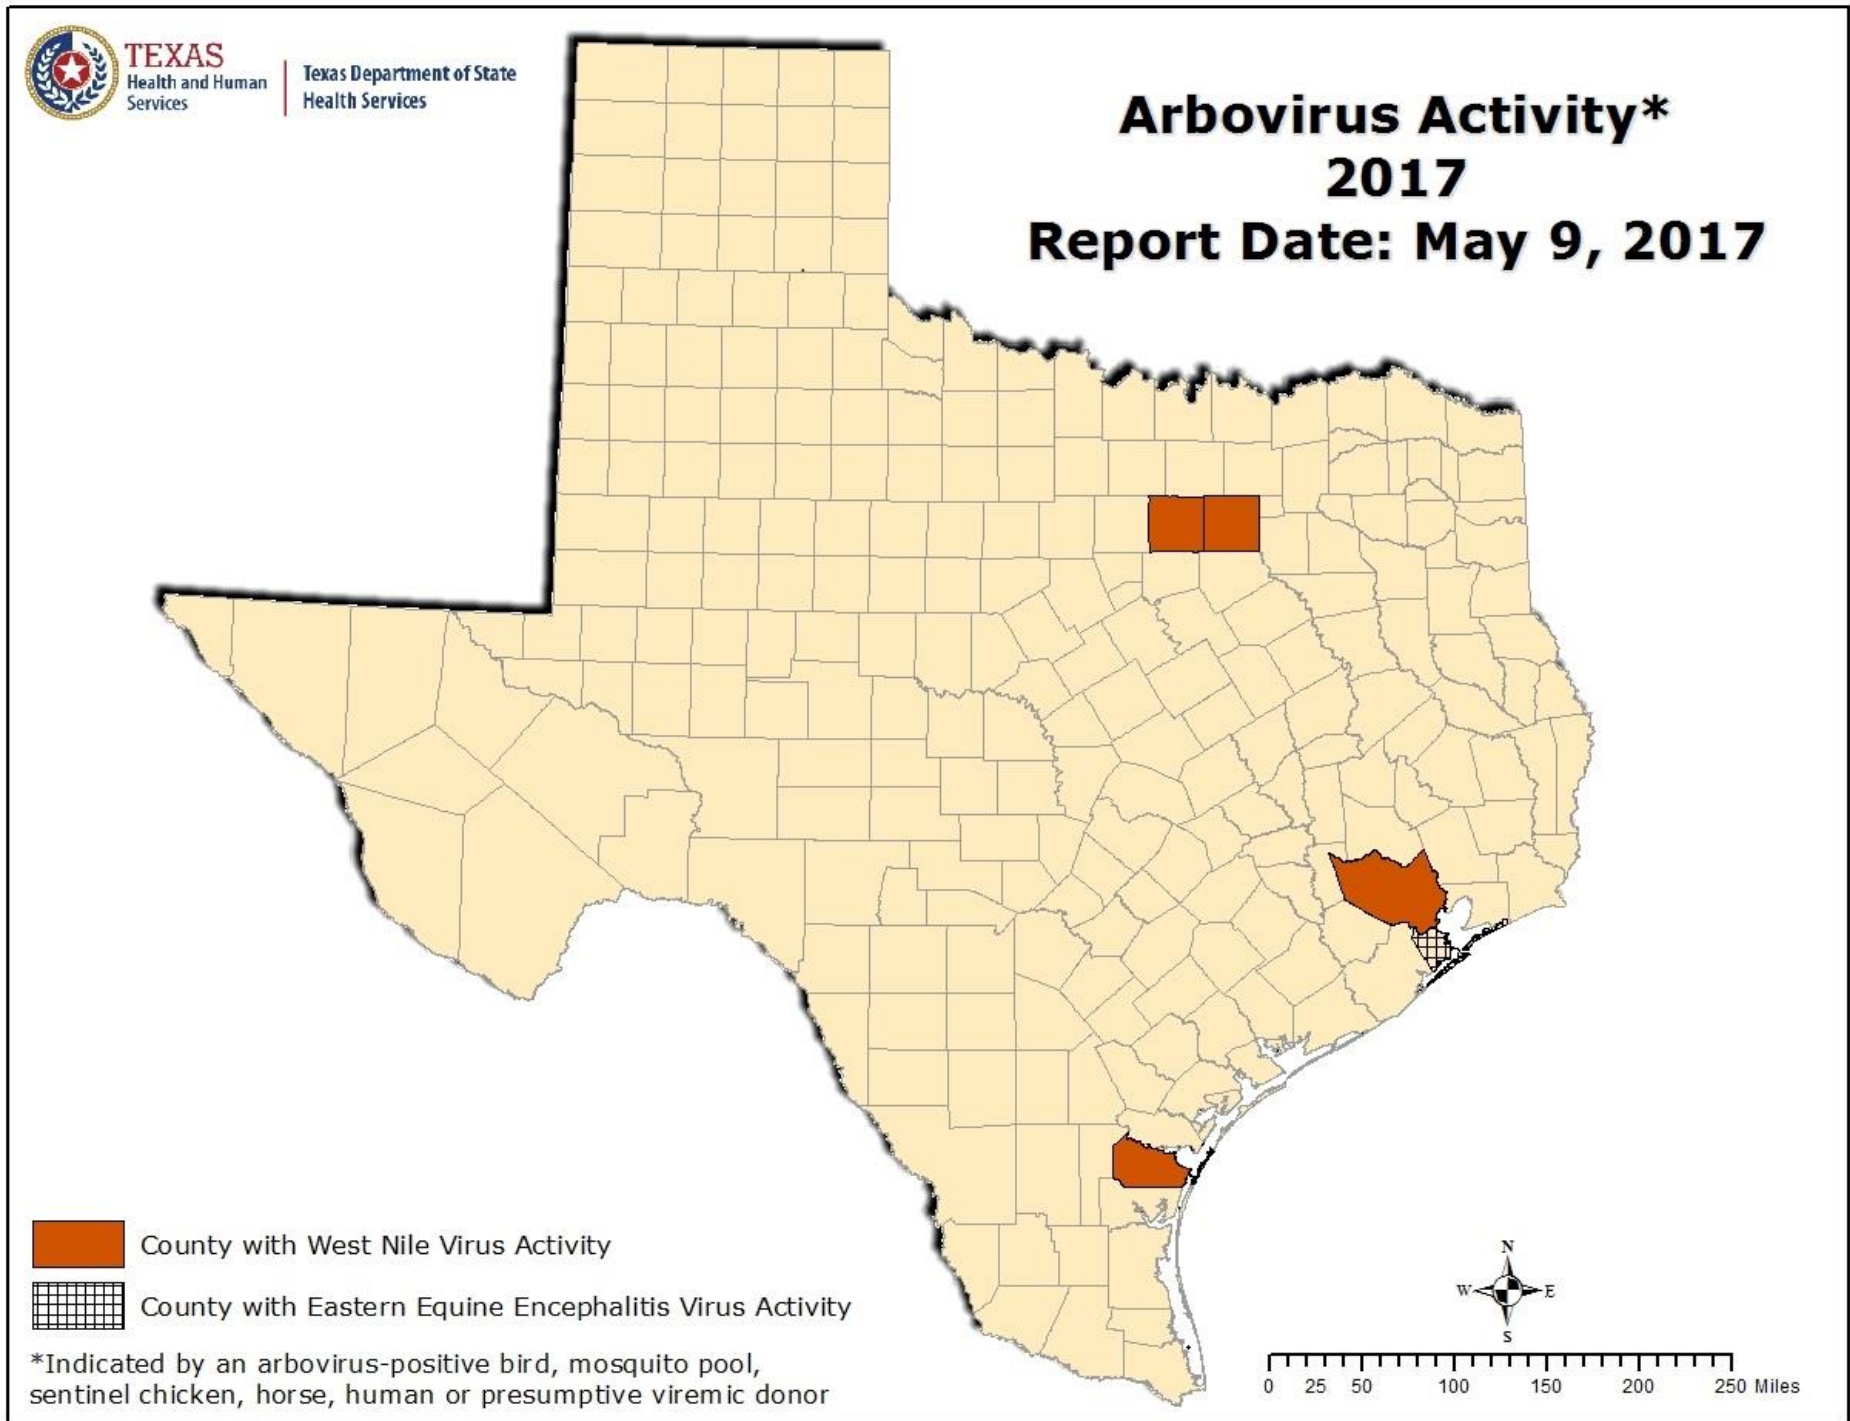 TEXAS
Health and Human
Services
Texas Department of State
Health Services
Arbovirus Activity*
2017
Report Date: May 9, 2017
County with West Nile Virus Activity
County with Eastern Equine Encephalitis Virus Activity
*Indicated by an arbovirus-positive bird, mosquito pool,
sentinel chicken, horse, human or presumptive viremic donor
N
W E
S
0 25 50 100 150 200 250 Miles